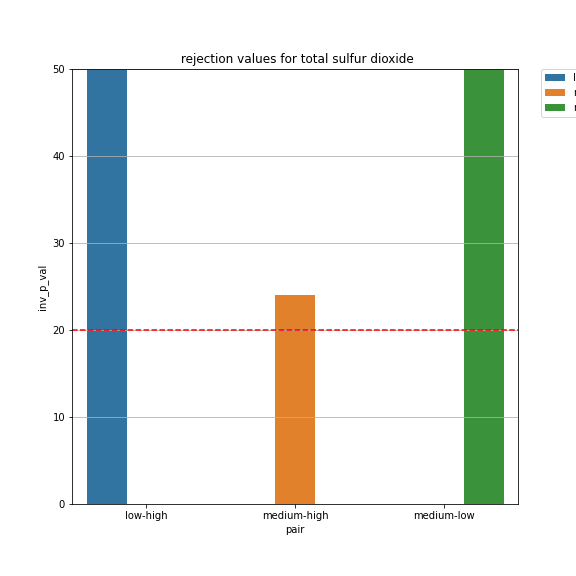 rejection values for total sulfur dioxide
50
40
30
20
10
0
inv_p_val
low-high
medium-high
medium-low
pair